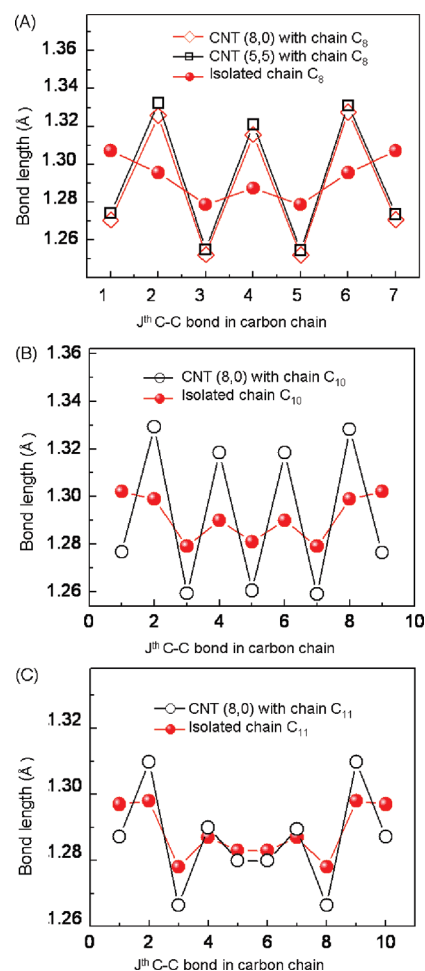 (A)
CNT (8,0) with chain C₈
CNT (5,5) with chain C₈
Isolated chain C₈
Bond length (Å)
1.36
1.34
1.32
1.30
1.28
1.26
1 2 3 4 5 6 7
Jᵗʰ C-C bond in carbon chain
(B)
CNT (8,0) with chain C₁₀
Isolated chain C₁₀
Bond length (Å)
1.36
1.34
1.32
1.30
1.28
1.26
0 2 4 6 8 10
Jᵗʰ C-C bond in carbon chain
(C)
CNT (8,0) with chain C₁₁
Isolated chain C₁₁
Bond length (Å)
1.32
1.30
1.28
1.26
0 2 4 6 8 10
Jᵗʰ C-C bond in carbon chain